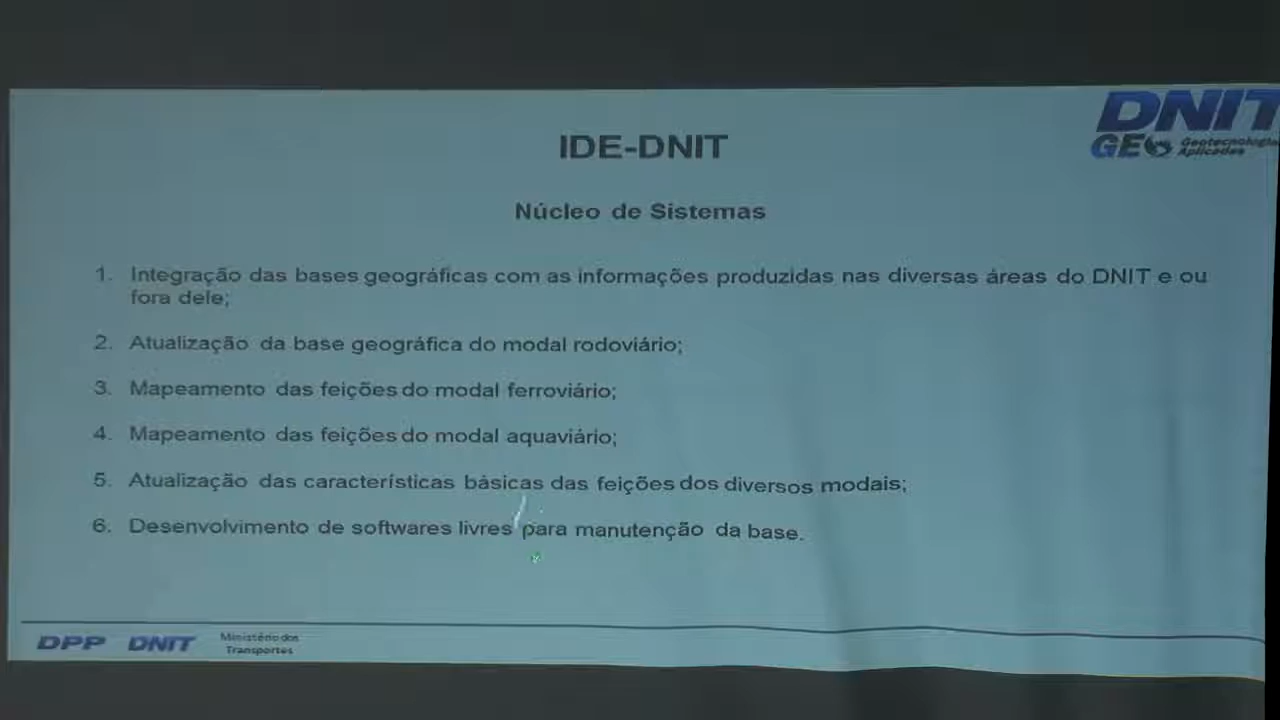 DNIT
GEO Geotecnologias
Aplicadas
IDE-DNIT
Núcleo de Sistemas
1. Integração das bases geográficas com as informações produzidas nas diversas áreas do DNIT e ou
fora dele;
2. Atualização da base geográfica do modal rodoviário;
3. Mapeamento das feições do modal ferroviário;
4. Mapeamento das feições do modal aquaviário;
5. Atualização das características básicas das feições dos diversos modais;
6. Desenvolvimento de softwares livres para manutenção da base.
DPP DNIT Ministério dos
Transportes